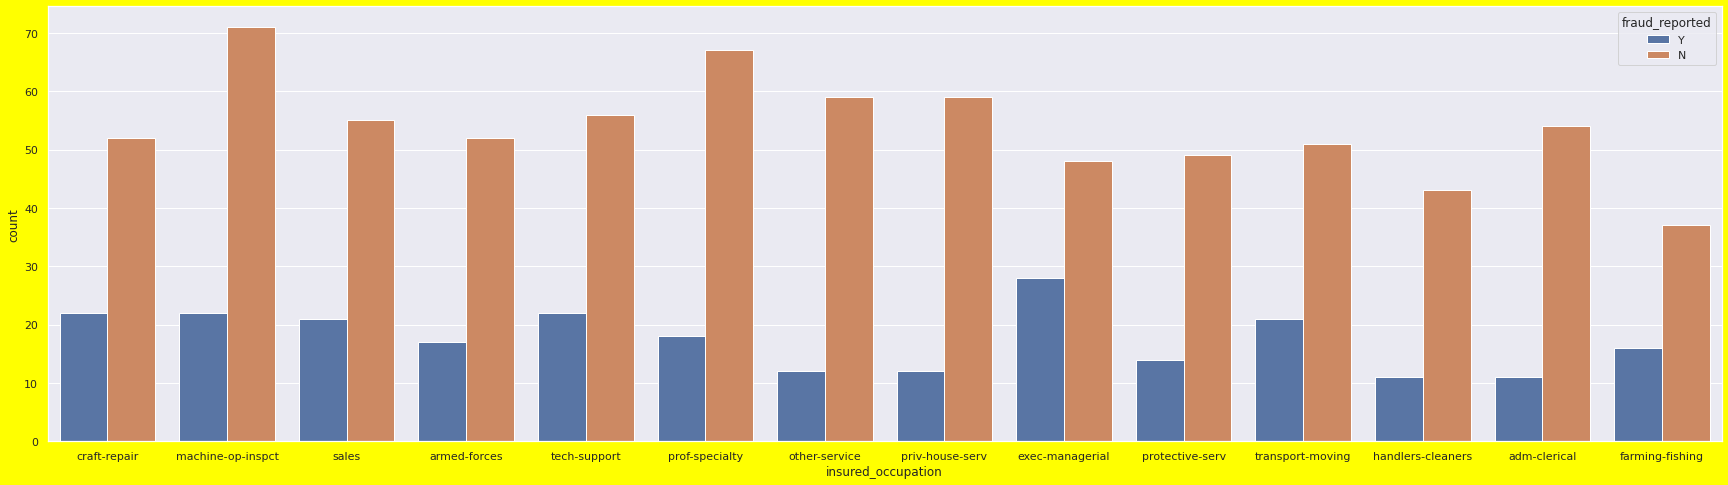 fraud_reported
Y
N
70
60
50
40
30
20
10
0
count
craft-repair machine-op-inspct sales armed-forces tech-support prof-specialty other-service priv-house-serv exec-managerial protective-serv transport-moving handlers-cleaners adm-clerical farming-fishing
insured_occupation